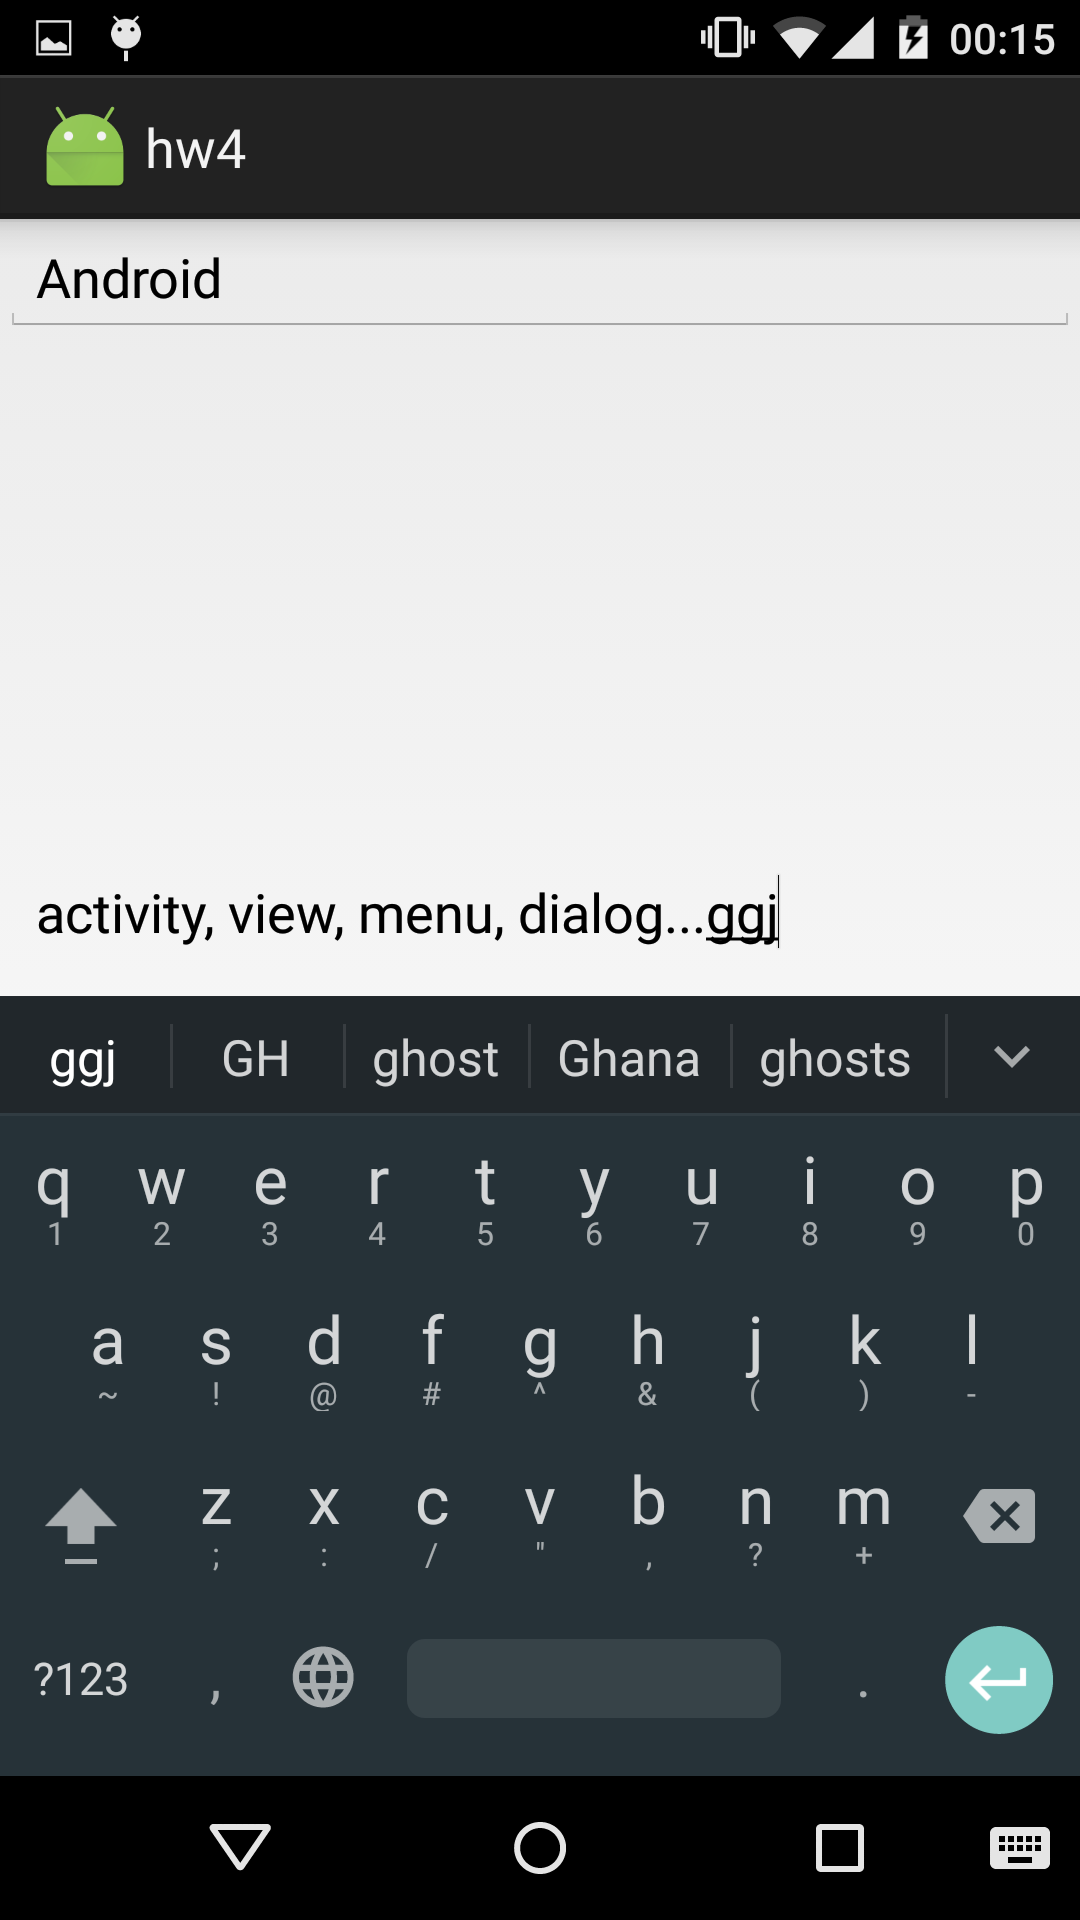 00:15
hw4
Android
activity, view, menu, dialog...ggj
ggj GH ghost Ghana ghosts
q w e r t y u i o p
1 2 3 4 5 6 7 8 9 0
a s d f g h j k l
~ ! @ # ^ & ( ) -
z x c v b n m
; : / " , ? +
?123 , .